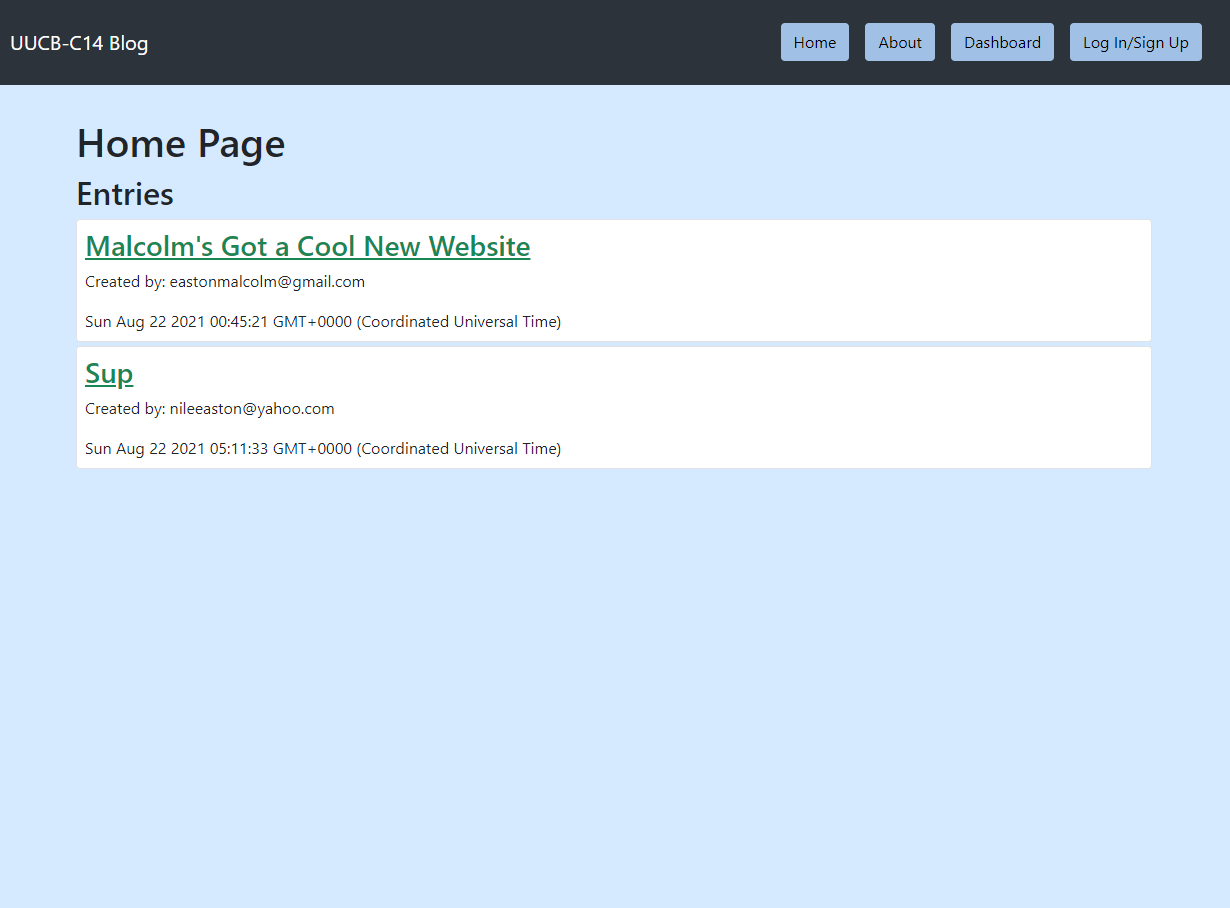 UUCB-C14 Blog
Home
About
Dashboard
Log In/Sign Up
Home Page
Entries
Malcolm's Got a Cool New Website
Created by: eastonmalcolm@gmail.com
Sun Aug 22 2021 00:45:21 GMT+0000 (Coordinated Universal Time)
Sup
Created by: nileeaston@yahoo.com
Sun Aug 22 2021 05:11:33 GMT+0000 (Coordinated Universal Time)